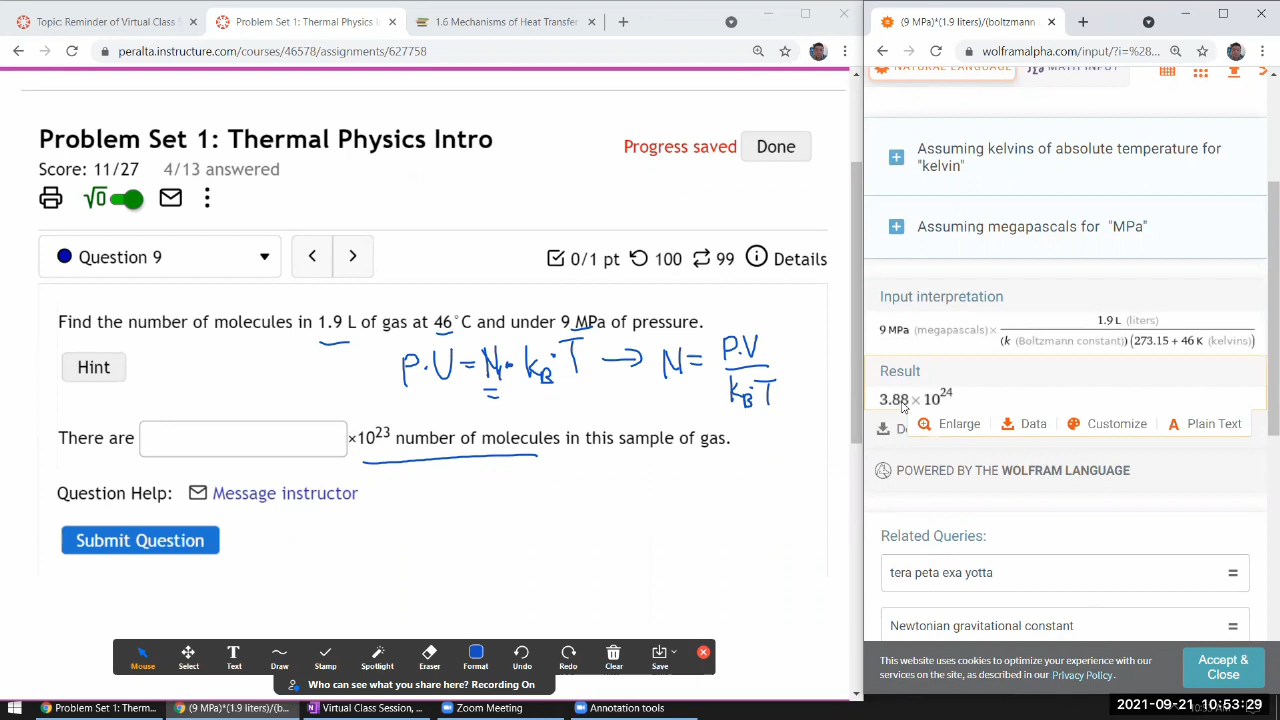 Topic: Reminder of Virtual Class S
Problem Set 1: Thermal Physics In
1.6 Mechanisms of Heat Transfer
peralta.instructure.com/courses/46578/assignments/627758
Problem Set 1: Thermal Physics Intro
Score: 11/27 4/13 answered
Progress saved
Done
√0
Question 9
0/1 pt 100 99 Details
Find the number of molecules in 1.9 L of gas at 46°C and under 9 MPa of pressure.
P.V = N·k_B·T → N = P.V / k_B·T
Hint
There are ×10^23 number of molecules in this sample of gas.
Question Help: Message instructor
Submit Question
Mouse Select Text Draw Stamp Spotlight Eraser Format Undo Redo Clear Save
Who can see what you share here? Recording On
(9 MPa)*(1.9 liters)/(boltzmann
wolframalpha.com/input/?i=%28...
NATURAL LANGUAGE
MATH INPUT
Assuming kelvins of absolute temperature for
"kelvin"
Assuming megapascals for "MPa"
Input interpretation
9 MPa (megapascals) × 1.9 L (liters) / (k (Boltzmann constant)) (273.15 + 46 K (kelvins))
Result
3.88 × 10^24
Enlarge Data Customize Plain Text
POWERED BY THE WOLFRAM LANGUAGE
Related Queries:
tera peta exa yotta =
Newtonian gravitational constant =
This website uses cookies to optimize your experience with our
services on the site, as described in our Privacy Policy.
Accept &
Close
Problem Set 1: Therm...
(9 MPa)*(1.9 liters)/(b...
Virtual Class Session, ...
Zoom Meeting
Annotation tools
2021-09-21 10:53:29